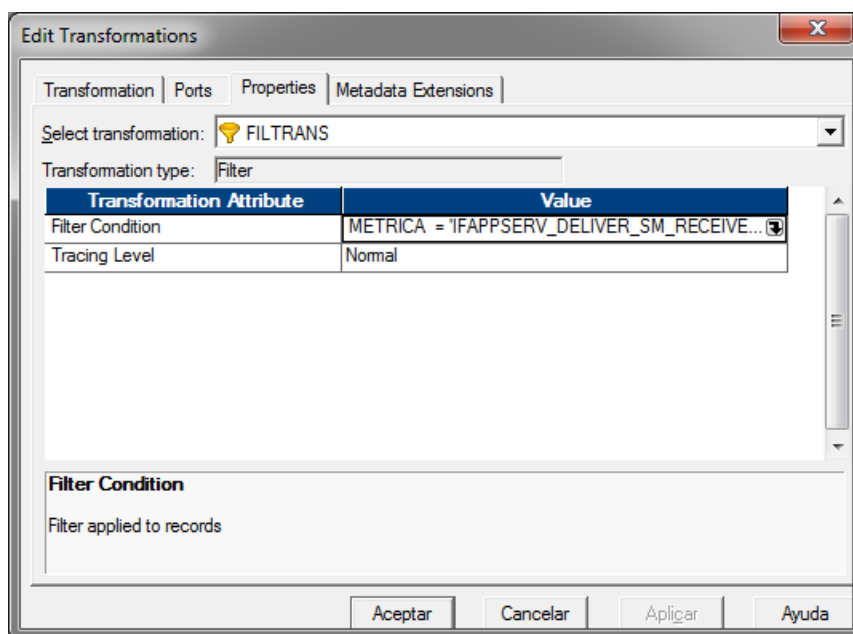 Edit Transformations
Transformation Ports Properties Metadata Extensions
Select transformation: FILTRANS
Transformation type: Filter
Transformation Attribute Value
Filter Condition METRICA = 'IFAPPSERV_DELIVER_SM_RECEIVE...
Tracing Level Normal
Filter Condition
Filter applied to records
Aceptar Cancelar Aplicar Ayuda